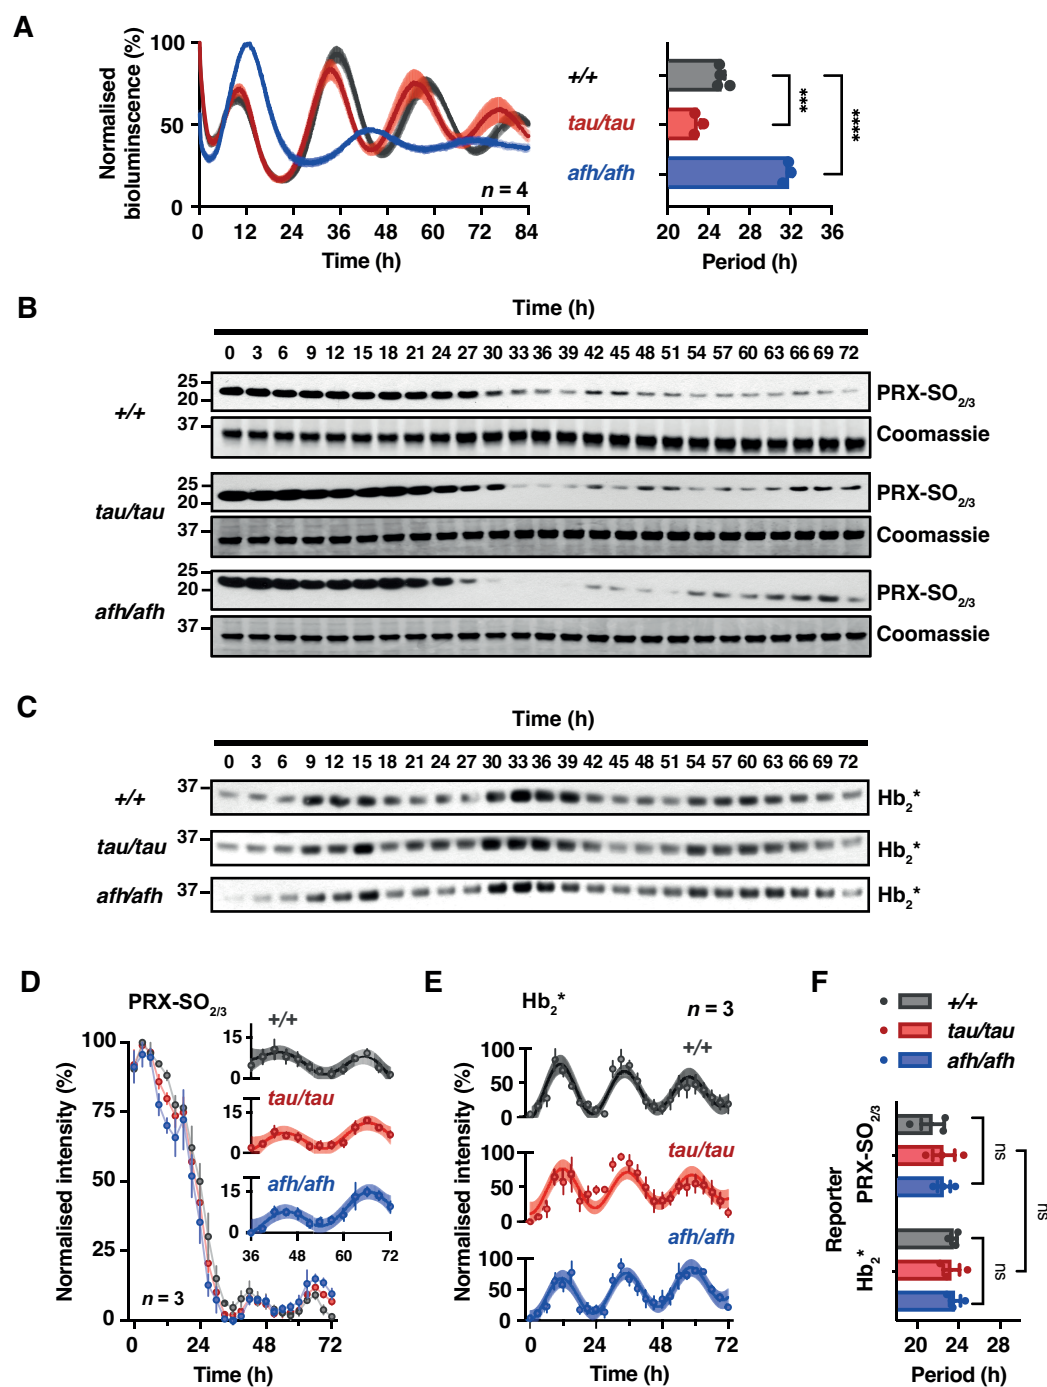 A
Normalised
bioluminscence (%)
100
50
0
n = 4
0 12 24 36 48 60 72 84
Time (h)
+/+
tau/tau
afh/afh
***
****
20 24 28 32 36
Period (h)
B
Time (h)
0 3 6 9 12 15 18 21 24 27 30 33 36 39 42 45 48 51 54 57 60 63 66 69 72
+/+
25
20
PRX-SO2/3
37
Coomassie
tau/tau
25
20
PRX-SO2/3
37
Coomassie
afh/afh
25
20
PRX-SO2/3
37
Coomassie
C
Time (h)
0 3 6 9 12 15 18 21 24 27 30 33 36 39 42 45 48 51 54 57 60 63 66 69 72
+/+ 37 Hb2*
tau/tau 37 Hb2*
afh/afh 37 Hb2*
D
PRX-SO2/3
Normalised intensity (%)
100
75
50
25
0
n = 3
0 24 48 72
Time (h)
+/+
15
0
tau/tau
15
0
afh/afh
15
0
36 48 60 72
E
Hb2*
n = 3
Normalised intensity (%)
+/+
100
50
0
tau/tau
100
50
0
afh/afh
100
50
0
0 24 48 72
Time (h)
F
+/+
tau/tau
afh/afh
Reporter
PRX-SO2/3
Hb2*
ns
ns
ns
20 24 28
Period (h)